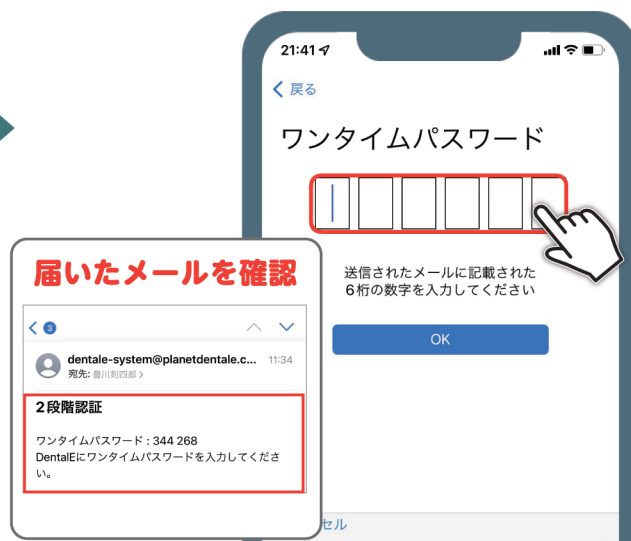 21:41
戻る
ワンタイムパスワード
送信されたメールに記載された
6桁の数字を入力してください
OK
届いたメールを確認
3
dentale-system@planetdentale.c... 11:34
宛先: 豊川刻四郎
2段階認証
ワンタイムパスワード : 344 268
DentalEにワンタイムパスワードを入力してくださ
い。
セル